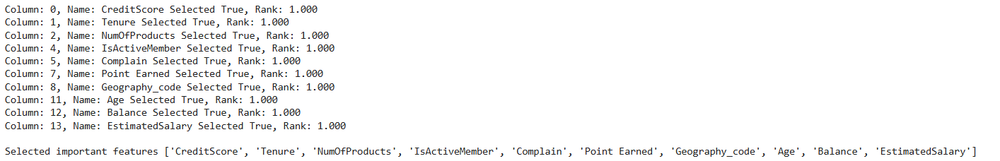 Column: 0, Name: CreditScore Selected True, Rank: 1.000
Column: 1, Name: Tenure Selected True, Rank: 1.000
Column: 2, Name: NumOfProducts Selected True, Rank: 1.000
Column: 4, Name: IsActiveMember Selected True, Rank: 1.000
Column: 5, Name: Complain Selected True, Rank: 1.000
Column: 7, Name: Point Earned Selected True, Rank: 1.000
Column: 8, Name: Geography_code Selected True, Rank: 1.000
Column: 11, Name: Age Selected True, Rank: 1.000
Column: 12, Name: Balance Selected True, Rank: 1.000
Column: 13, Name: EstimatedSalary Selected True, Rank: 1.000
Selected important features ['CreditScore', 'Tenure', 'NumOfProducts', 'IsActiveMember', 'Complain', 'Point Earned', 'Geography_code', 'Age', 'Balance', 'EstimatedSalary']